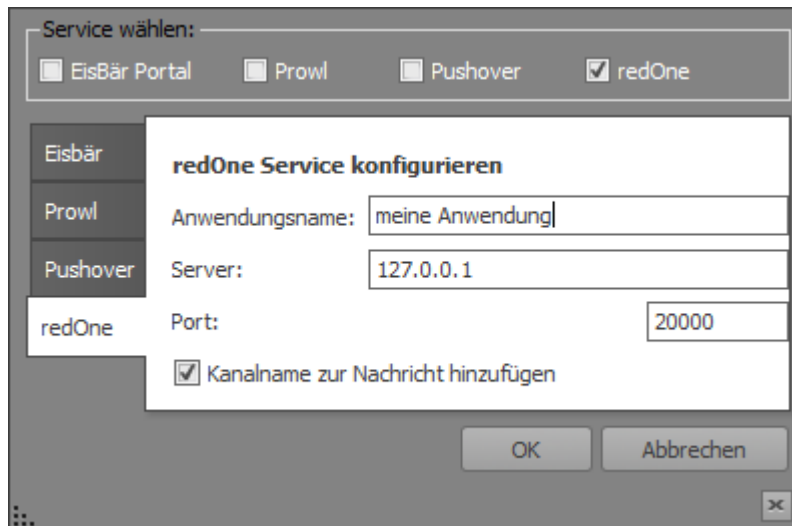 Service wählen:
EisBär Portal Prowl Pushover redOne
Eisbär
Prowl
Pushover
redOne
redOne Service konfigurieren
Anwendungsname: meine Anwendung
Server: 127.0.0.1
Port: 20000
Kanalname zur Nachricht hinzufügen
OK Abbrechen